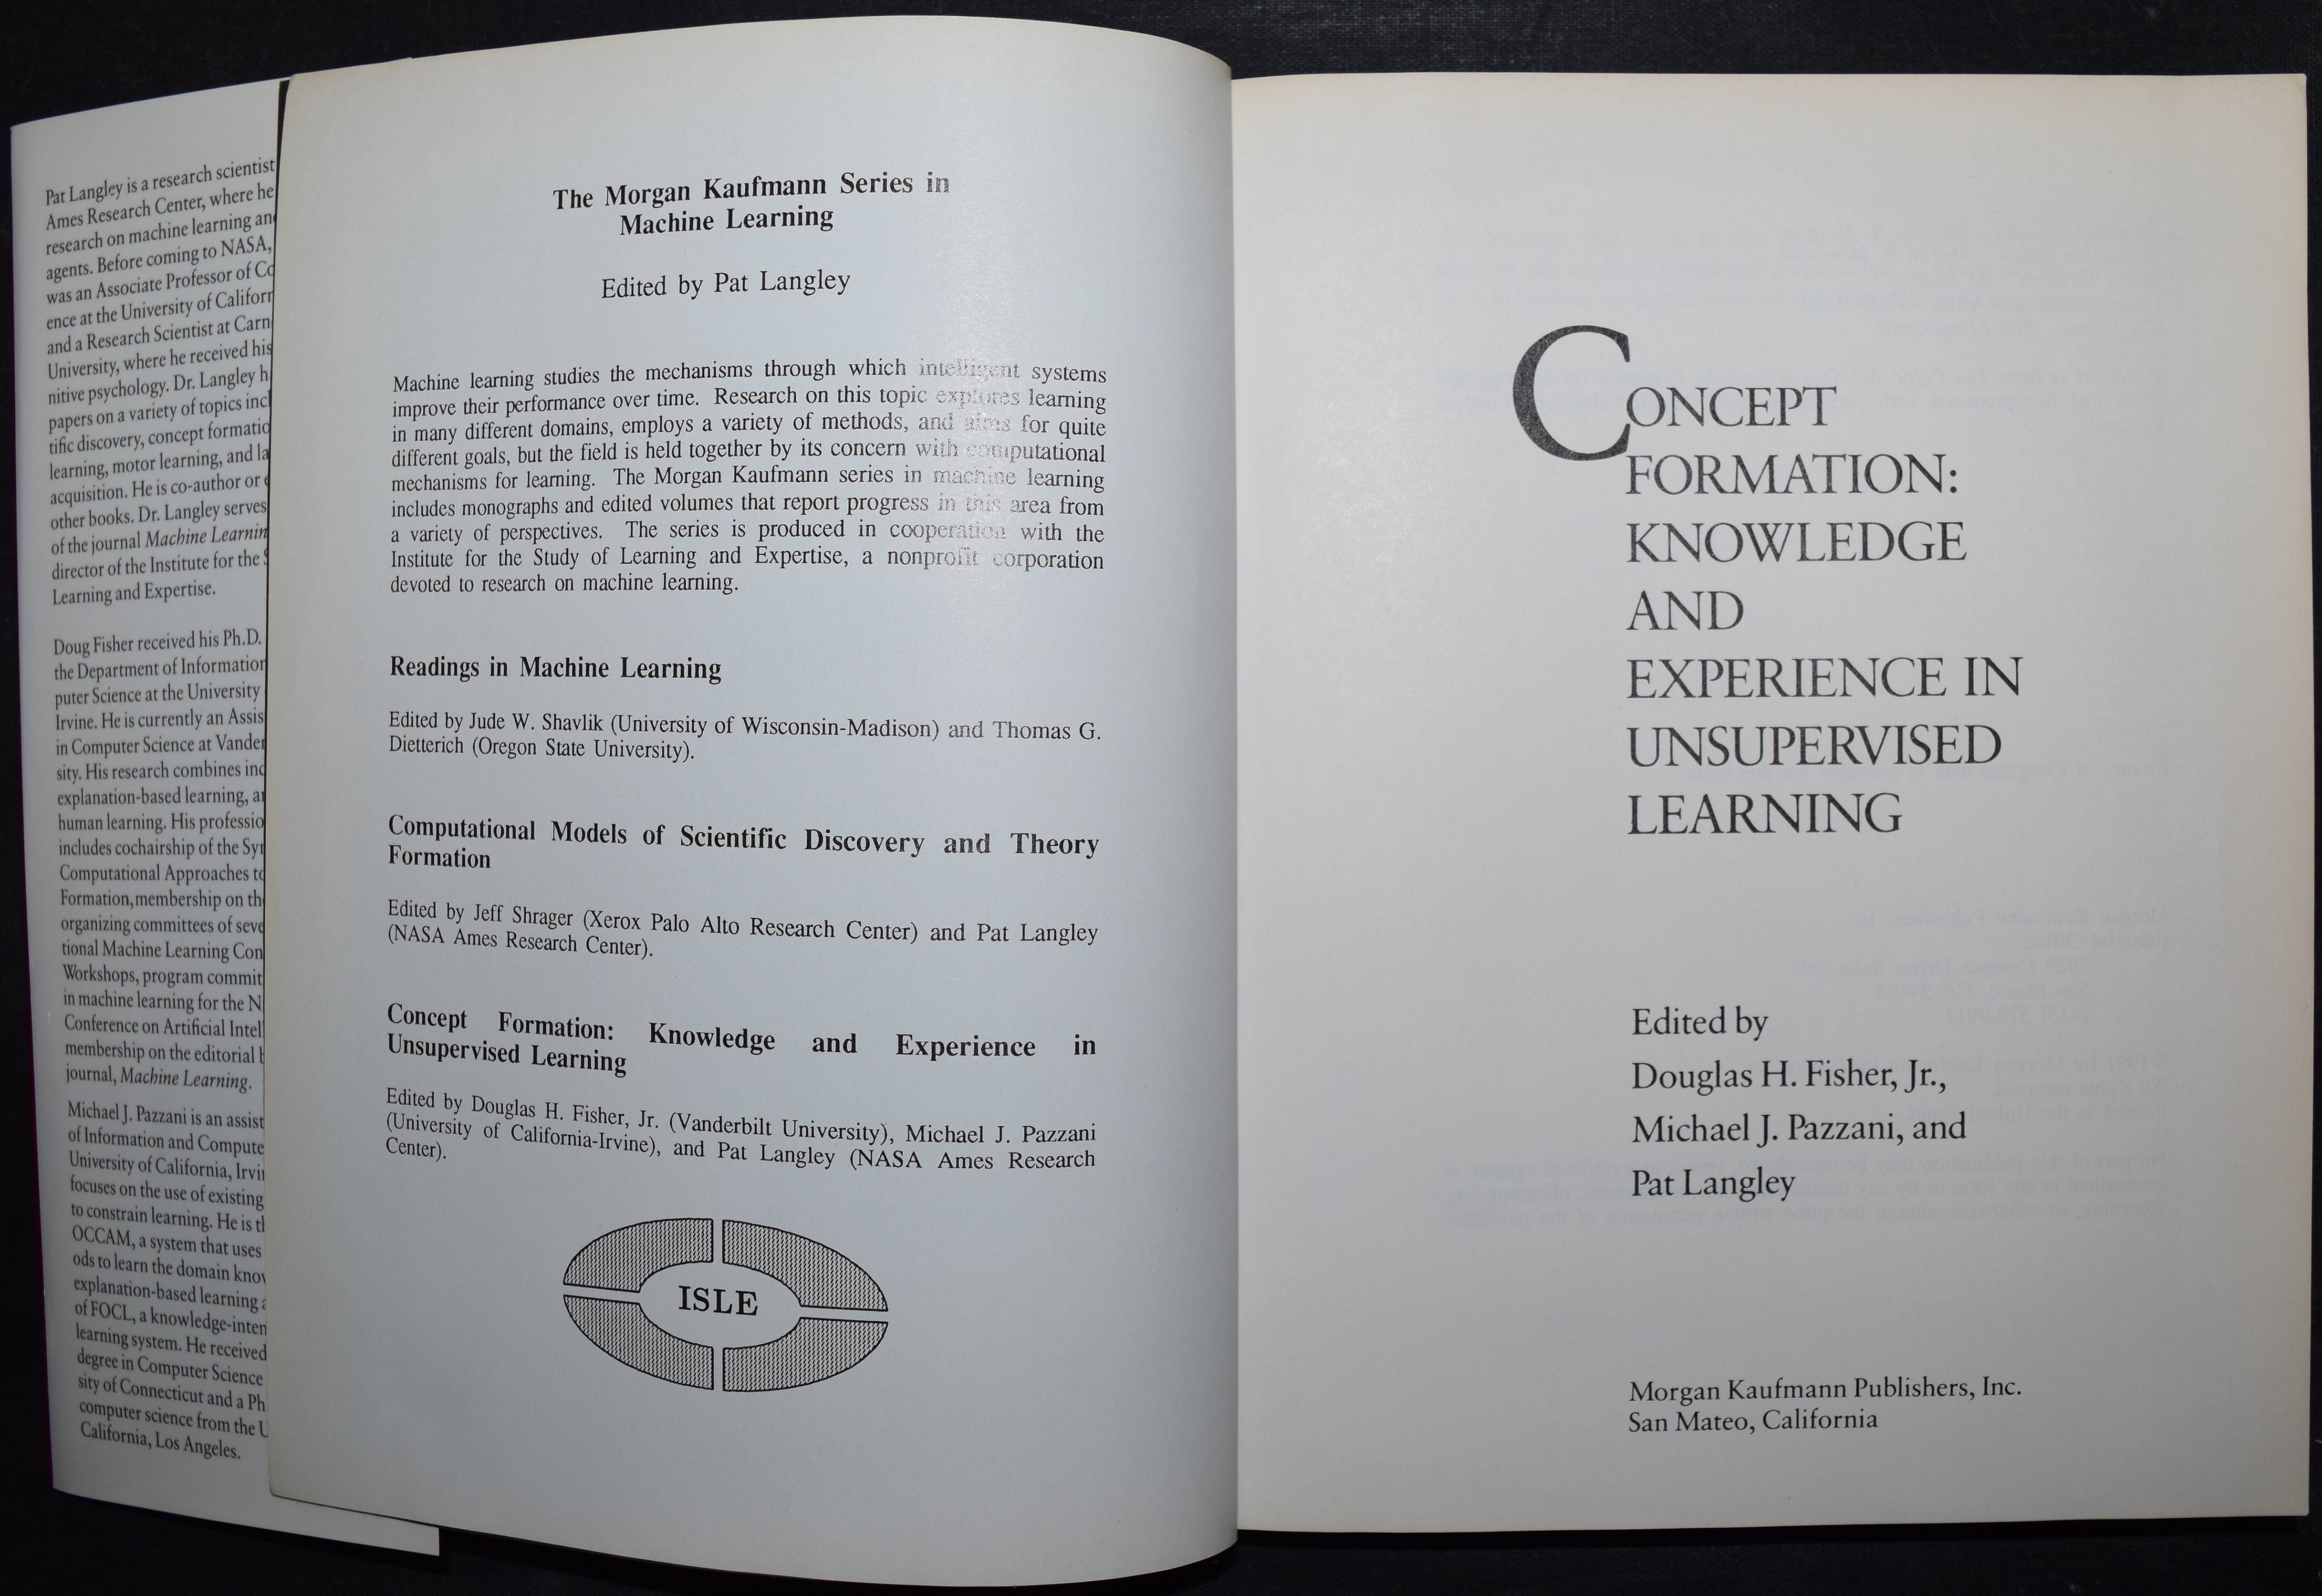 Pat Langley is a research scientist
Ames Research Center, where he
research on machine learning an
agents. Before coming to NASA,
was an Associate Professor of Co
ence at the University of Californ
and a Research Scientist at Carn
University, where he received his
nitive psychology. Dr. Langley h
papers on a variety of topics incl
tific discovery, concept formatio
learning, motor learning, and la
acquisition. He is co-author or e
other books. Dr. Langley serves
of the journal Machine Learnin
director of the Institute for the S
Learning and Expertise.
Doug Fisher received his Ph.D.
the Department of Information
puter Science at the University
Irvine. He is currently an Assis
in Computer Science at Vander
sity. His research combines ind
explanation-based learning, a
human learning. His professio
includes cochairship of the Sy
Computational Approaches to
Formation, membership on th
organizing committees of seve
tional Machine Learning Con
Workshops, program commit
in machine learning for the N
Conference on Artificial Intel
membership on the editorial b
journal, Machine Learning.
Michael J. Pazzani is an assist
of Information and Compute
University of California, Irvi
focuses on the use of existing
to constrain learning. He is t
OCCAM, a system that uses
ods to learn the domain know
explanation-based learning a
of FOCL, a knowledge-inten
learning system. He received
degree in Computer Science
sity of Connecticut and a Ph
computer science from the U
California, Los Angeles.
The Morgan Kaufmann Series in
Machine Learning
Edited by Pat Langley
Machine learning studies the mechanisms through which intelligent systems
improve their performance over time. Research on this topic explores learning
in many different domains, employs a variety of methods, and aims for quite
different goals, but the field is held together by its concern with computational
mechanisms for learning. The Morgan Kaufmann series in machine learning
includes monographs and edited volumes that report progress in this area from
a variety of perspectives. The series is produced in cooperation with the
Institute for the Study of Learning and Expertise, a nonprofit corporation
devoted to research on machine learning.
Readings in Machine Learning
Edited by Jude W. Shavlik (University of Wisconsin-Madison) and Thomas G.
Dietterich (Oregon State University).
Computational Models of Scientific Discovery and Theory
Formation
Edited by Jeff Shrager (Xerox Palo Alto Research Center) and Pat Langley
(NASA Ames Research Center).
Concept Formation: Knowledge and Experience in
Unsupervised Learning
Edited by Douglas H. Fisher, Jr. (Vanderbilt University), Michael J. Pazzani
(University of California-Irvine), and Pat Langley (NASA Ames Research
Center).
ISLE
CONCEPT
FORMATION:
KNOWLEDGE
AND
EXPERIENCE IN
UNSUPERVISED
LEARNING
Edited by
Douglas H. Fisher, Jr.,
Michael J. Pazzani, and
Pat Langley
Morgan Kaufmann Publishers, Inc.
San Mateo, California